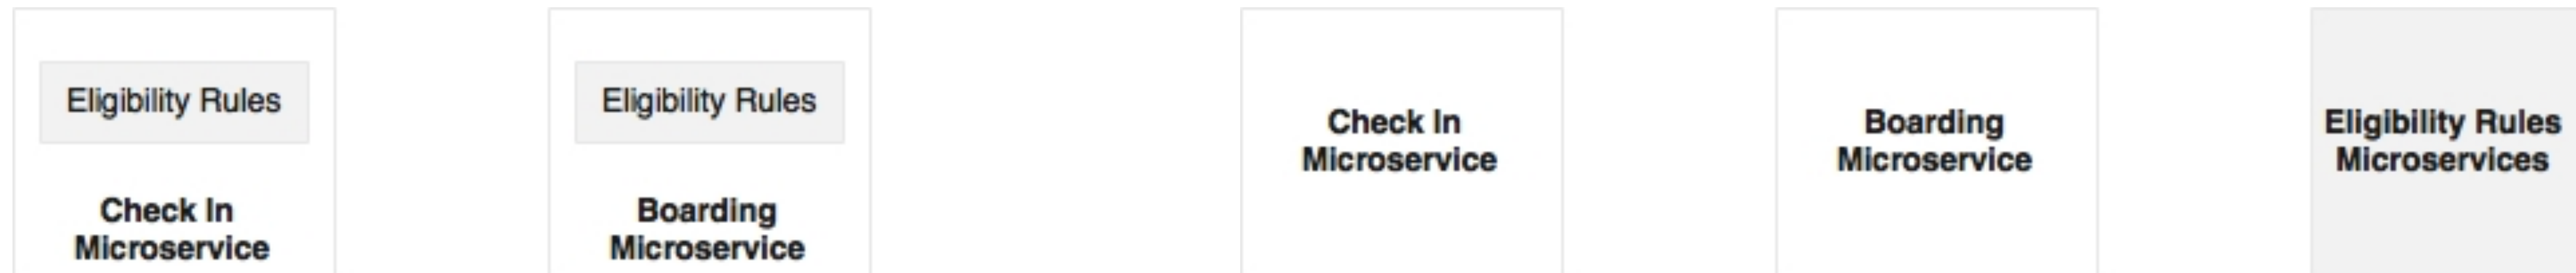 Eligibility Rules
Check In
Microservice
Eligibility Rules
Boarding
Microservice
Check In
Microservice
Boarding
Microservice
Eligibility Rules
Microservices